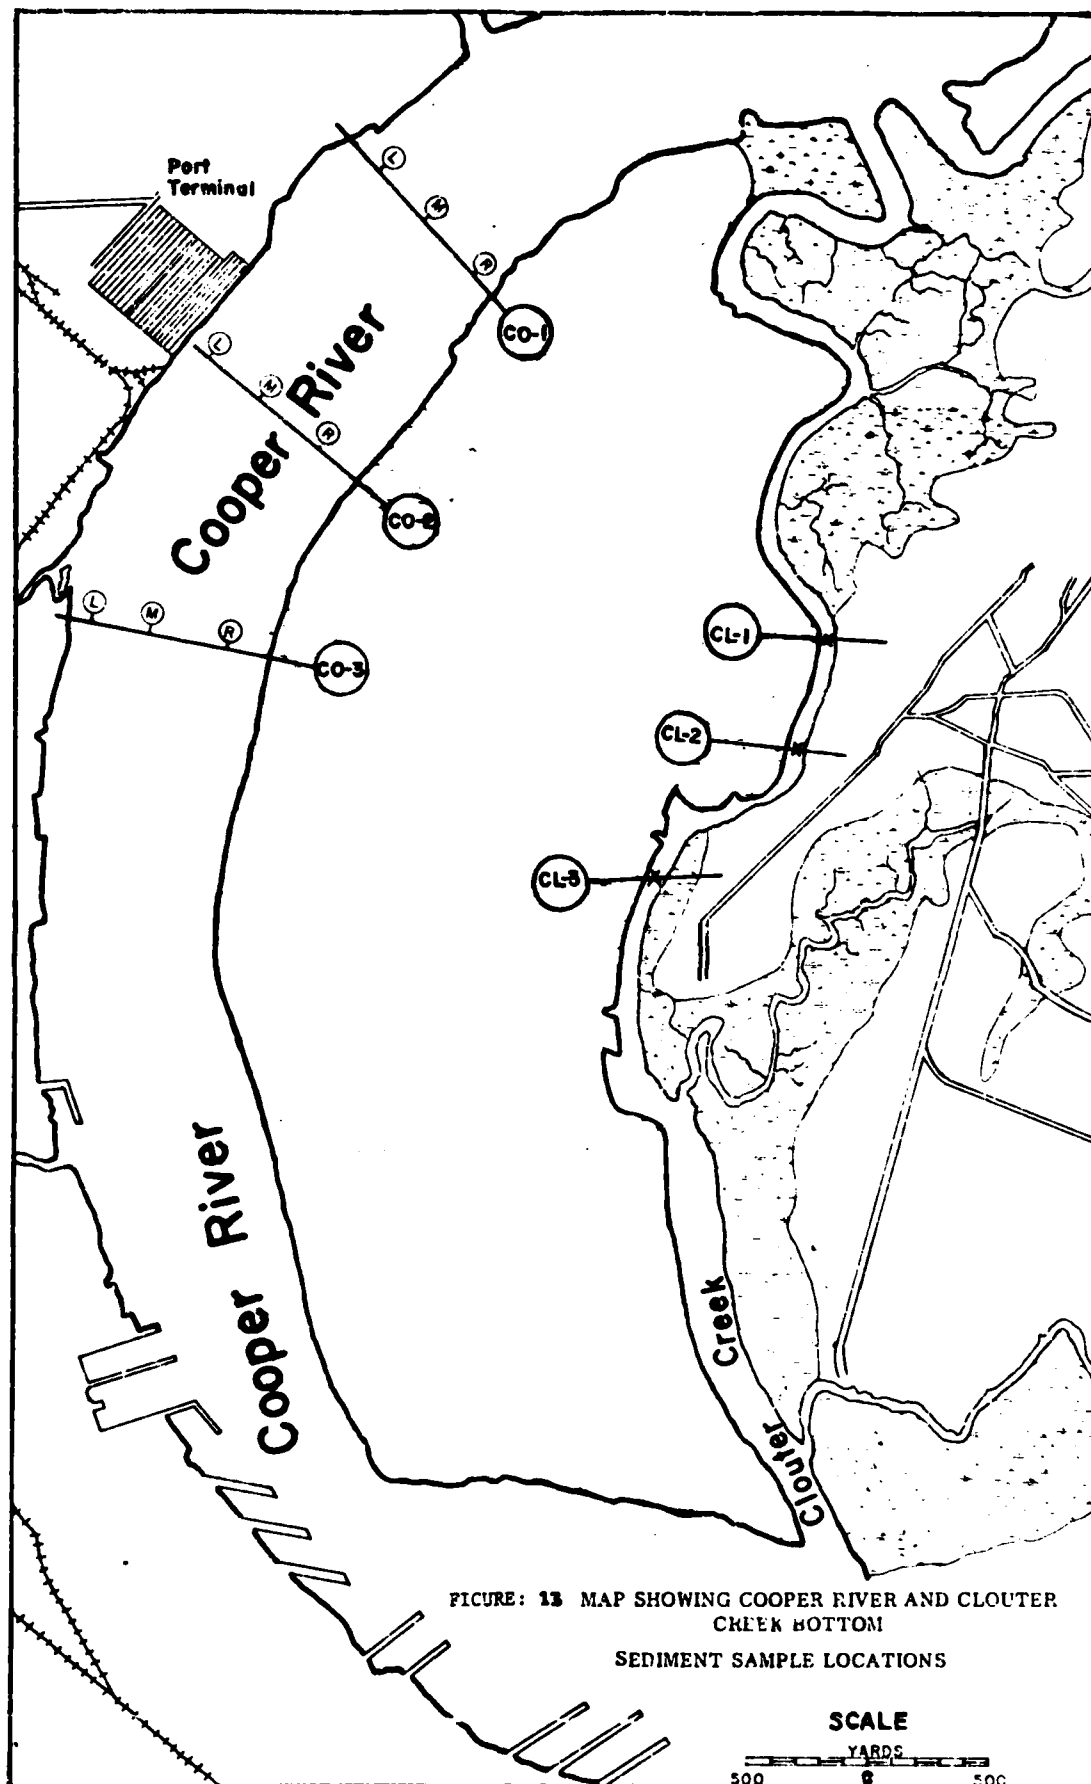 Port
Terminal
L
M
R
CO-1
L
M
R
CO-2
Cooper River
L
M
R
CO-3
CL-1
CL-2
CL-3
Cooper River
Clouter Creek
FIGURE: 13 MAP SHOWING COOPER RIVER AND CLOUTER
CREEK BOTTOM
SEDIMENT SAMPLE LOCATIONS
SCALE
YARDS
500 0 500